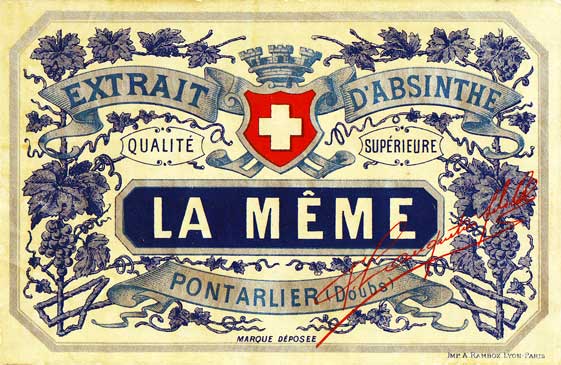 EXTRAIT D'ABSINTHE
QUALITÉ SUPÉRIEURE
LA MÊME
PONTARLIER (Doubs)
MARQUE DÉPOSÉE
IMP. A. RAMBOZ LYON-PARIS